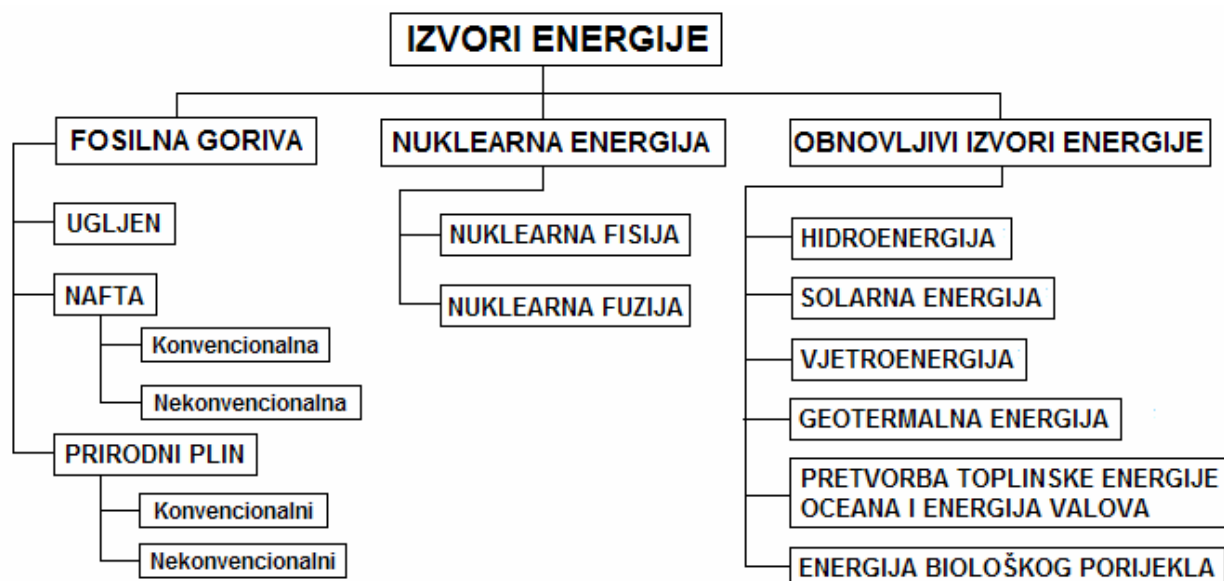 IZVORI ENERGIJE
FOSILNA GORIVA
UGLJEN
NAFTA
Konvencionalna
Nekonvencionalna
PRIRODNI PLIN
Konvencionalni
Nekonvencionalni
NUKLEARNA ENERGIJA
NUKLEARNA FISIJA
NUKLEARNA FUZIJA
OBNOVLJIVI IZVORI ENERGIJE
HIDROENERGIJA
SOLARNA ENERGIJA
VJETROENERGIJA
GEOTERMALNA ENERGIJA
PRETVORBA TOPLINSKE ENERGIJE
OCEANA I ENERGIJA VALOVA
ENERGIJA BIOLOŠKOG PORIJEKLA